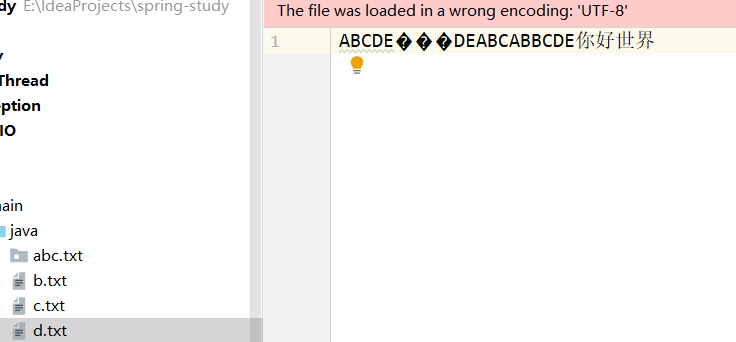 dy E:\IdeaProjects\spring-study
The file was loaded in a wrong encoding: 'UTF-8'
1 ABCDE���DEABCABBCDE你好世界
y
Thread
eption
IO
ain
java
abc.txt
b.txt
c.txt
d.txt